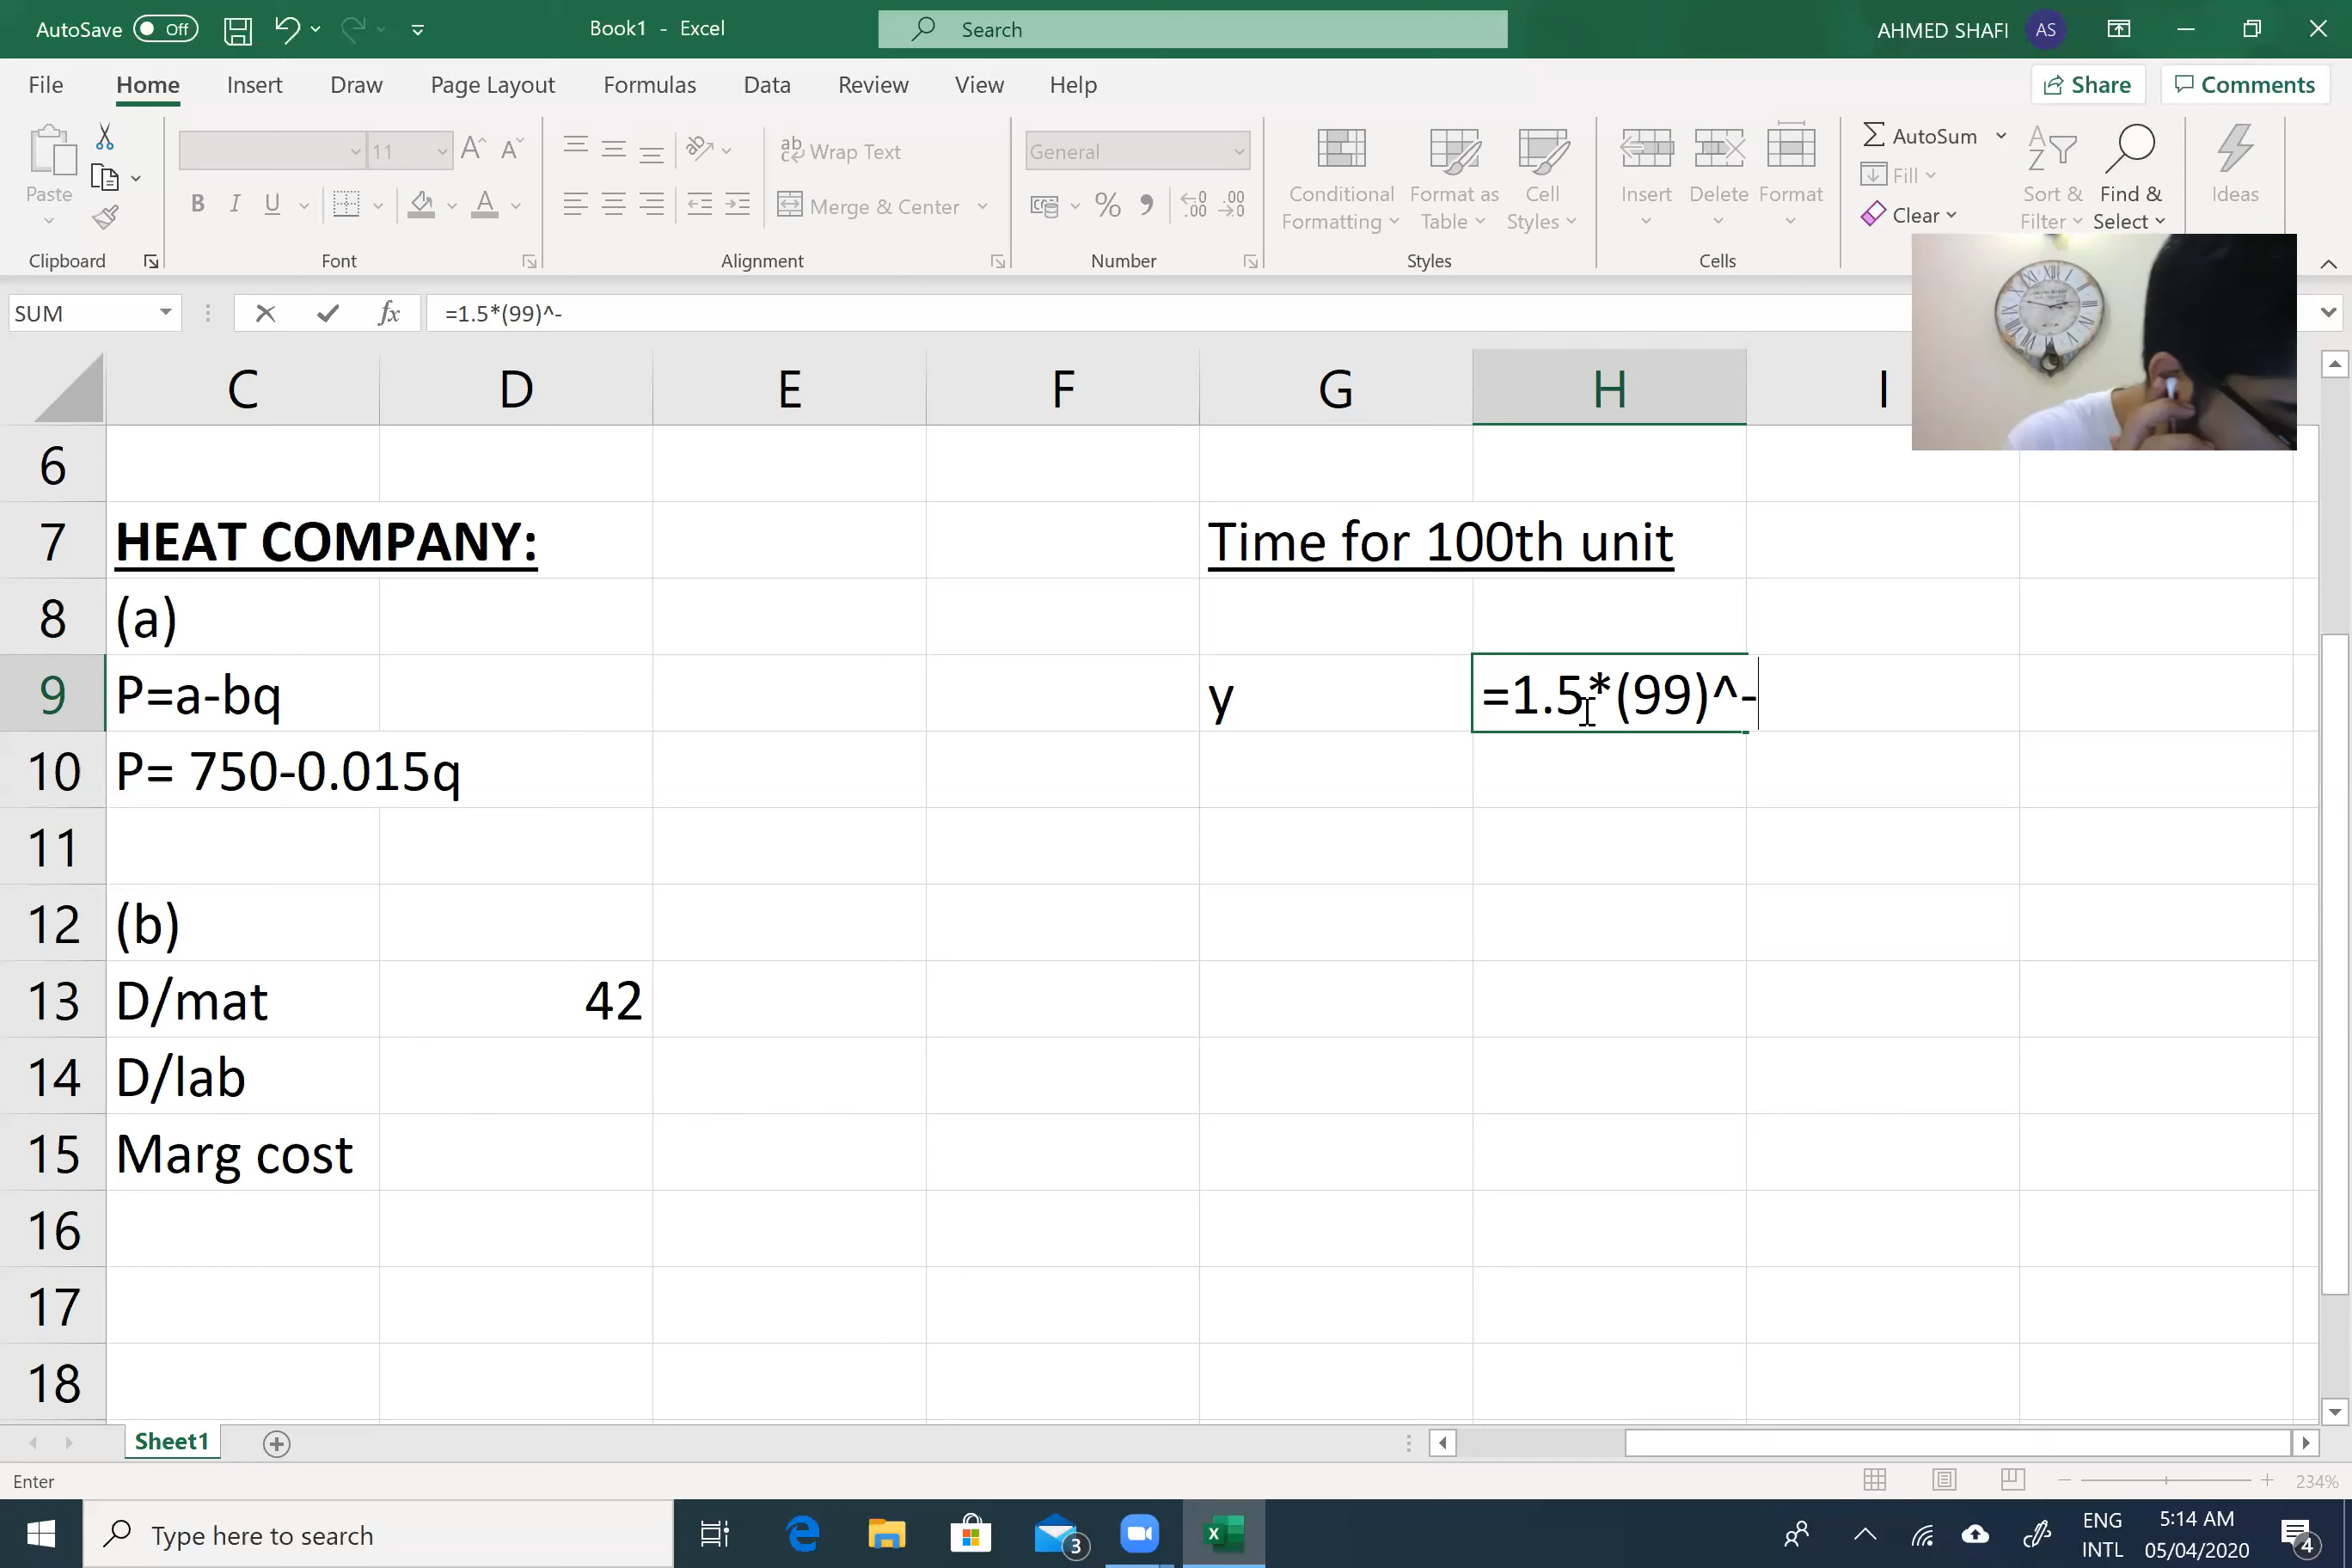 AutoSave Off Book1 - Excel Search AHMED SHAFI AS
File Home Insert Draw Page Layout Formulas Data Review View Help Share Comments
Paste 11 Wrap Text General Conditional Formatting Format as Table Cell Styles Insert Delete Format AutoSum Sort & Filter Find & Select Ideas
B I U Merge & Center Fill
Clear
Clipboard Font Alignment Number Styles Cells
SUM fx =1.5*(99)^-
C D E F G H I
6
7 HEAT COMPANY: Time for 100th unit
8 (a)
9 P=a-bq y =1.5*(99)^-
10 P= 750-0.015q
11
12 (b)
13 D/mat 42
14 D/lab
15 Marg cost
16
17
18
Sheet1
Enter 234%
Type here to search 3 ENG 5:14 AM
INTL 05/04/2020 4